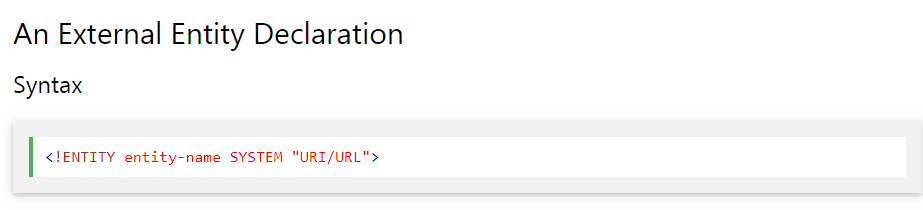 An External Entity Declaration
Syntax
<!ENTITY entity-name SYSTEM "URI/URL">